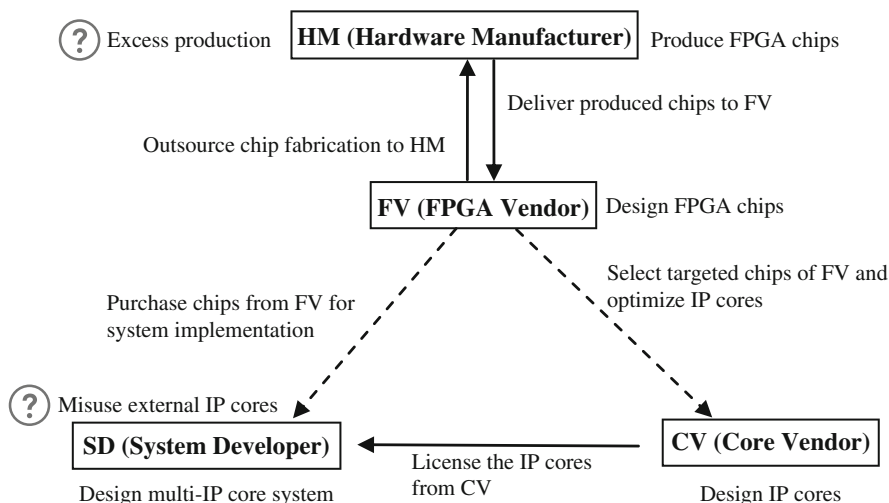 ? Excess production
HM (Hardware Manufacturer)
Produce FPGA chips
Deliver produced chips to FV
Outsource chip fabrication to HM
FV (FPGA Vendor)
Design FPGA chips
Select targeted chips of FV and
optimize IP cores
Purchase chips from FV for
system implementation
? Misuse external IP cores
SD (System Developer)
CV (Core Vendor)
License the IP cores
from CV
Design multi-IP core system
Design IP cores